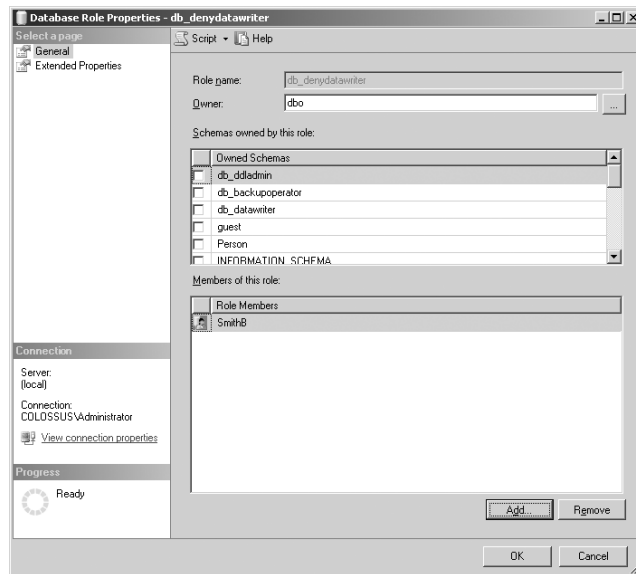 Database Role Properties - db_denydatawriter
Select a page
General
Extended Properties
Script Help
Role name: db_denydatawriter
Owner: dbo ...
Schemas owned by this role:
Owned Schemas
db_ddladmin
db_backupoperator
db_datawriter
guest
Person
INFORMATION_SCHEMA
Members of this role:
Role Members
SmithB
Connection
Server:
(local)
Connection:
COLOSSUS\Administrator
View connection properties
Progress
Ready
Add... Remove
OK Cancel